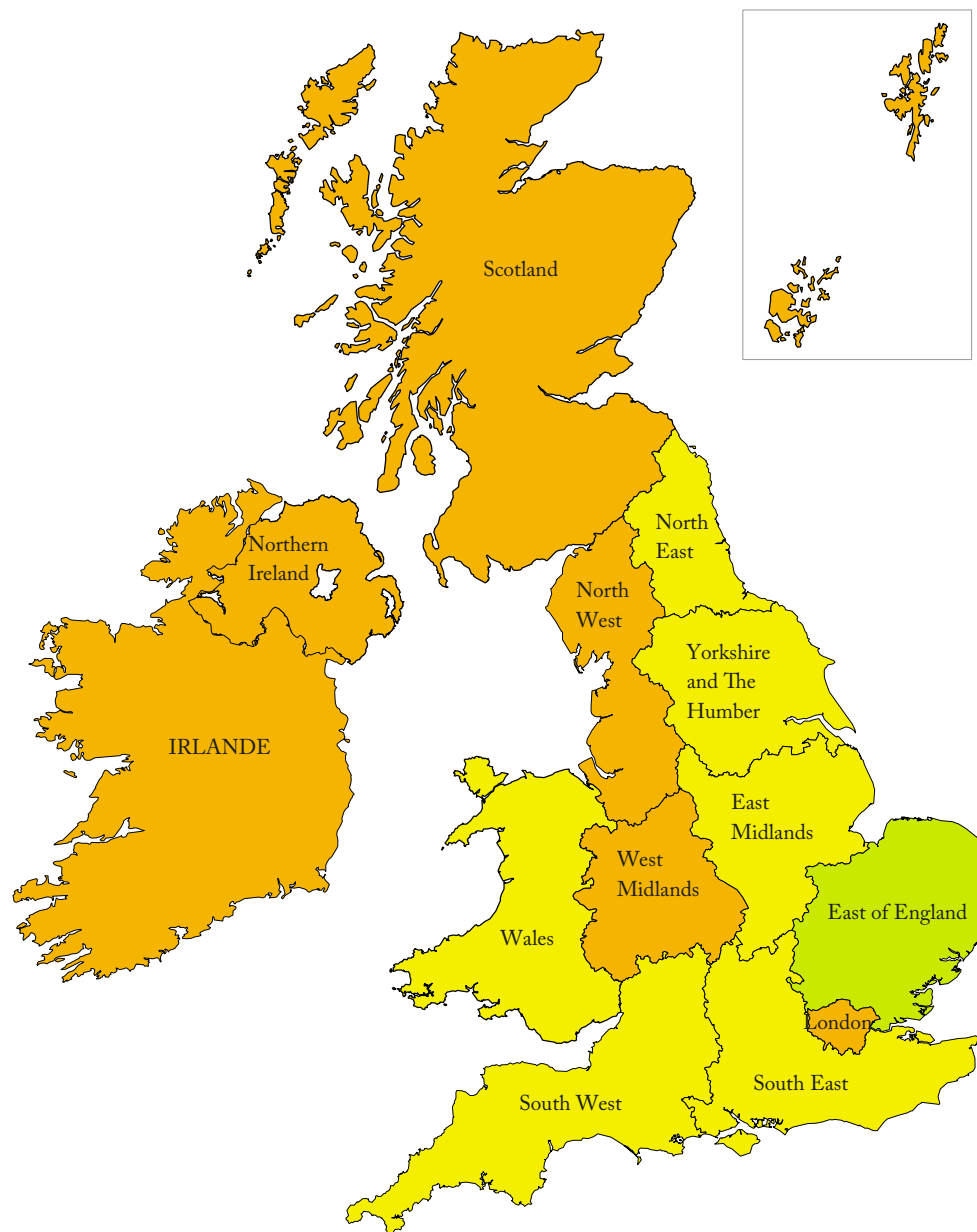 Scotland
North
East
Northern
Ireland
North
West
Yorkshire
and The
Humber
IRLANDE
East
Midlands
West
Midlands
East of England
Wales
London
South East
South West